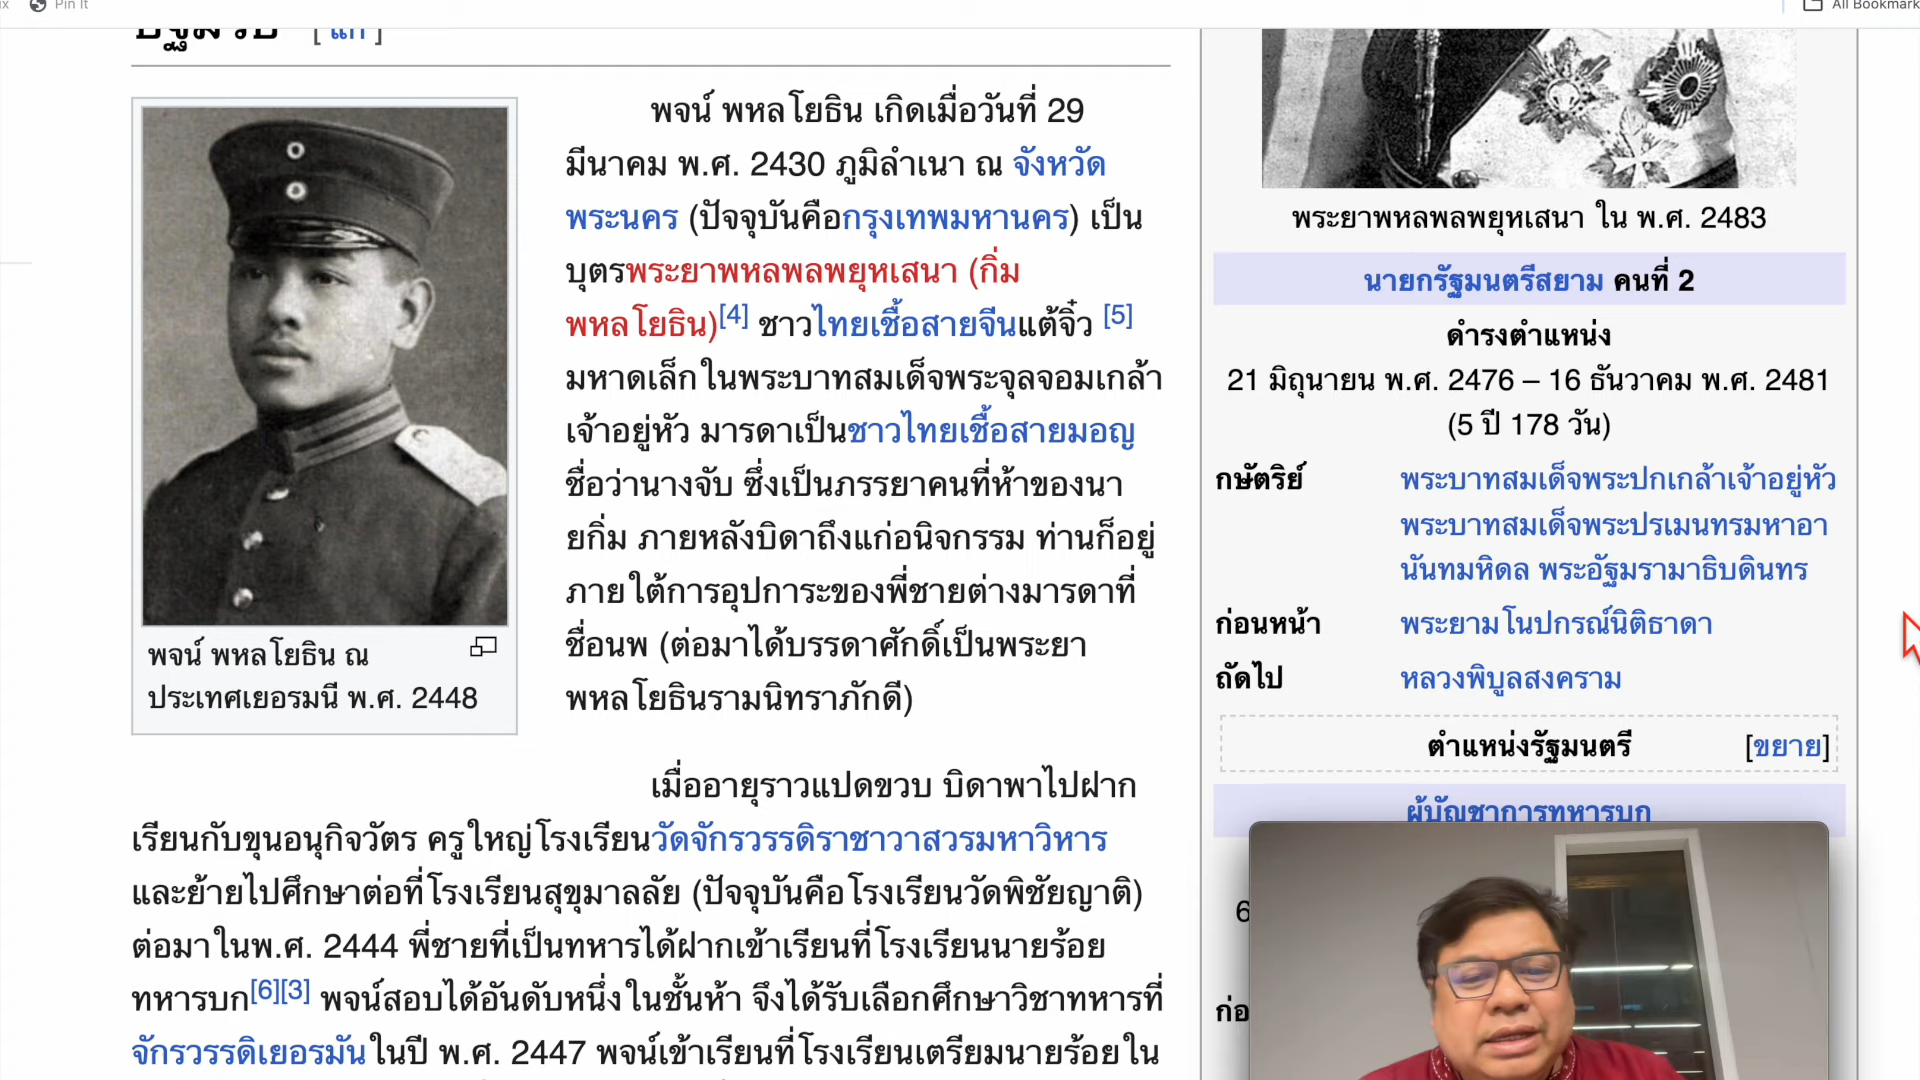 Pin It
All Bookmark
ปฐมวัย [ แก้ ]
พจน์ พหลโยธิน เกิดเมื่อวันที่ 29
มีนาคม พ.ศ. 2430 ภูมิลำเนา ณ จังหวัด
พระนคร (ปัจจุบันคือกรุงเทพมหานคร) เป็น
บุตรพระยาพหลพลพยุหเสนา (กิ่ม
พหลโยธิน)[4] ชาวไทยเชื้อสายจีนแต้จิ๋ว [5]
มหาดเล็กในพระบาทสมเด็จพระจุลจอมเกล้า
เจ้าอยู่หัว มารดาเป็นชาวไทยเชื้อสายมอญ
ชื่อว่านางจับ ซึ่งเป็นภรรยาคนที่ห้าของนา
ยกิ่ม ภายหลังบิดาถึงแก่อนิจกรรม ท่านก็อยู่
ภายใต้การอุปการะของพี่ชายต่างมารดาที่
ชื่อนพ (ต่อมาได้บรรดาศักดิ์เป็นพระยา
พหลโยธินรามนิทราภักดี)
พจน์ พหลโยธิน ณ
ประเทศเยอรมนี พ.ศ. 2448
เมื่ออายุราวแปดขวบ บิดาพาไปฝาก
เรียนกับขุนอนุกิจวัตร ครูใหญ่โรงเรียนวัดจักรวรรดิราชาวาสวรมหาวิหาร
และย้ายไปศึกษาต่อที่โรงเรียนสุขุมาลลัย (ปัจจุบันคือโรงเรียนวัดพิชัยญาติ)
ต่อมาในพ.ศ. 2444 พี่ชายที่เป็นทหารได้ฝากเข้าเรียนที่โรงเรียนนายร้อย
ทหารบก[6][3] พจน์สอบได้อันดับหนึ่งในชั้นห้า จึงได้รับเลือกศึกษาวิชาทหารที่
จักรวรรดิเยอรมันในปี พ.ศ. 2447 พจน์เข้าเรียนที่โรงเรียนเตรียมนายร้อยใน
พระยาพหลพลพยุหเสนา ใน พ.ศ. 2483
นายกรัฐมนตรีสยาม คนที่ 2
ดำรงตำแหน่ง
21 มิถุนายน พ.ศ. 2476 – 16 ธันวาคม พ.ศ. 2481
(5 ปี 178 วัน)
กษัตริย์ พระบาทสมเด็จพระปกเกล้าเจ้าอยู่หัว
พระบาทสมเด็จพระปรเมนทรมหาอา
นันทมหิดล พระอัฐมรามาธิบดินทร
ก่อนหน้า พระยามโนปกรณ์นิติธาดา
ถัดไป หลวงพิบูลสงคราม
ตำแหน่งรัฐมนตรี [ขยาย]
ผู้บัญชาการทหารบก
6
ก่อ